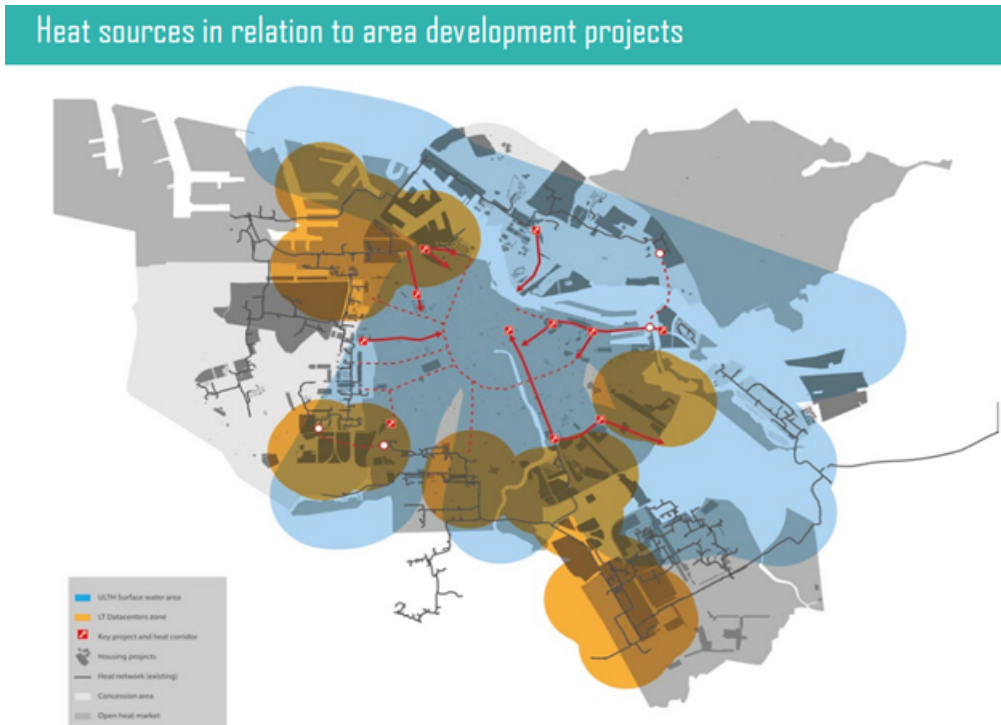 Heat sources in relation to area development projects
ULTH Surface water area
LT Datacenters zone
Key project and heat corridor
Housing projects
Heat network (existing)
Concession area
Open heat market